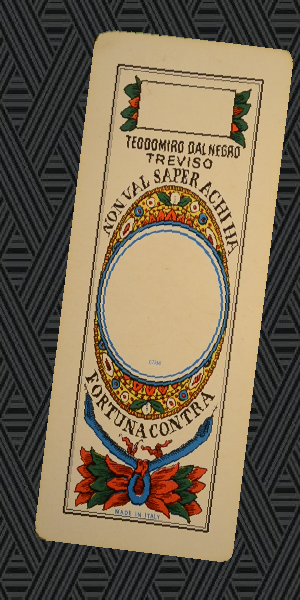 TEODOMIRO DAL NEGRO
TREVISO
NON VAL SAPER A CHI HA
FORTUNA CONTRA
MADE IN ITALY